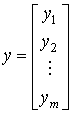 y =
y₁
y₂
⋮
yₘ